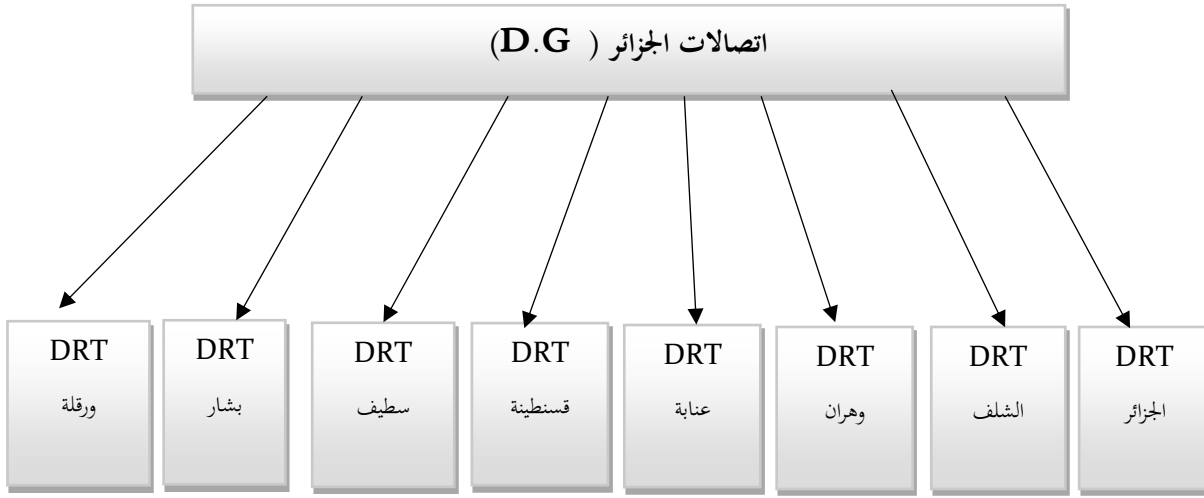 اتصالات الجزائر ( D.G)
DRT
الجزائر
DRT
الشلف
DRT
وهران
DRT
عنابة
DRT
قسنطينة
DRT
سطيف
DRT
بشار
DRT
ورقلة